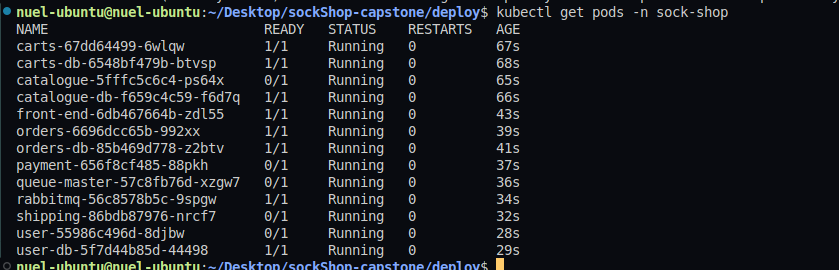 nuel-ubuntu@nuel-ubuntu:~/Desktop/sockShop-capstone/deploy$ kubectl get pods -n sock-shop
NAME READY STATUS RESTARTS AGE
carts-67dd64499-6wlqw 1/1 Running 0 67s
carts-db-6548bf479b-btvsp 1/1 Running 0 68s
catalogue-5fffc5c6c4-ps64x 0/1 Running 0 65s
catalogue-db-f659c4c59-f6d7q 1/1 Running 0 66s
front-end-6db467664b-zdl55 1/1 Running 0 43s
orders-6696dcc65b-992xx 1/1 Running 0 39s
orders-db-85b469d778-z2btv 1/1 Running 0 41s
payment-656f8cf485-88pkh 0/1 Running 0 37s
queue-master-57c8fb76d-xzgw7 0/1 Running 0 36s
rabbitmq-56c8578b5c-9spgw 1/1 Running 0 34s
shipping-86bdb87976-nrcf7 0/1 Running 0 32s
user-55986c496d-8djbw 0/1 Running 0 28s
user-db-5f7d44b85d-44498 1/1 Running 0 29s
nuel-ubuntu@nuel-ubuntu:~/Desktop/sockShop-capstone/deploy$